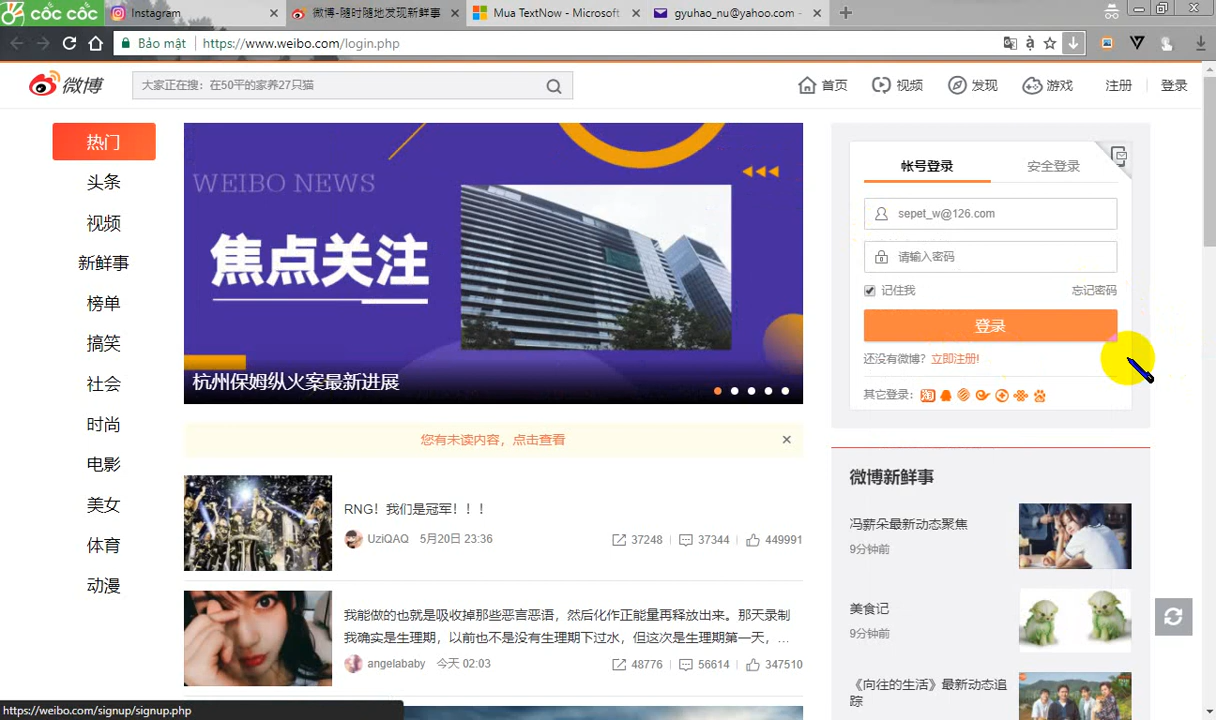 cốc cốc
Instagram
微博-随时随地发现新鲜事
Mua TextNow - Microsoft
gyuhao_nu@yahoo.com -
Bảo mật
https://www.weibo.com/login.php
微博
大家正在搜：在50平的家养27只猫
首页
视频
发现
游戏
注册
登录
热门
头条
视频
新鲜事
榜单
搞笑
社会
时尚
电影
美女
体育
动漫
WEIBO NEWS
焦点关注
杭州保姆纵火案最新进展
您有未读内容，点击查看
RNG！我们是冠军！！！
UziQAQ 5月20日 23:36
37248
37344
449991
我能做的也就是吸收掉那些恶言恶语，然后化作正能量再释放出来。那天录制
我确实是生理期，以前也不是没有生理期下过水，但这次是生理期第一天，...
angelababy 今天 02:03
48776
56614
347510
帐号登录
安全登录
sepet_w@126.com
请输入密码
记住我
忘记密码
登录
还没有微博？立即注册!
其它登录：
微博新鲜事
冯薪朵最新动态聚焦
9分钟前
美食记
9分钟前
《向往的生活》最新动态追
踪
https://weibo.com/signup/signup.php